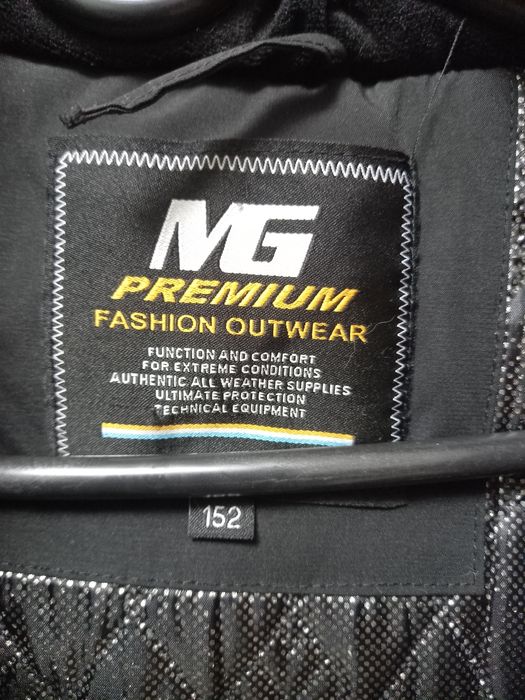 MG
PREMIUM
FASHION OUTWEAR
FUNCTION AND COMFORT
FOR EXTREME CONDITIONS
AUTHENTIC ALL WEATHER SUPPLIES
ULTIMATE PROTECTION
TECHNICAL EQUIPMENT
152